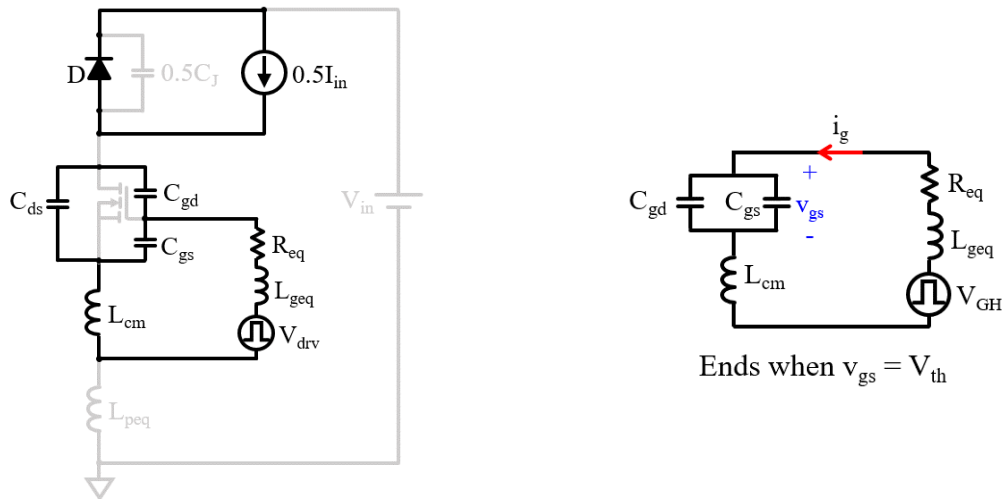 D
0.5C_J
0.5I_in
C_ds
C_gd
C_gs
V_in
R_eq
L_geq
V_drv
L_cm
L_peq
i_g
C_gd
C_gs
+
v_gs
-
R_eq
L_geq
L_cm
V_GH
Ends when v_gs = V_th